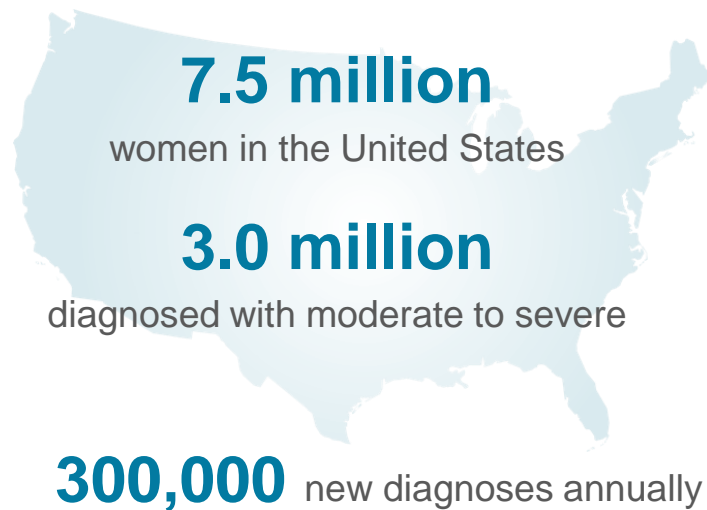 7.5 million
women in the United States
3.0 million
diagnosed with moderate to severe
300,000 new diagnoses annually